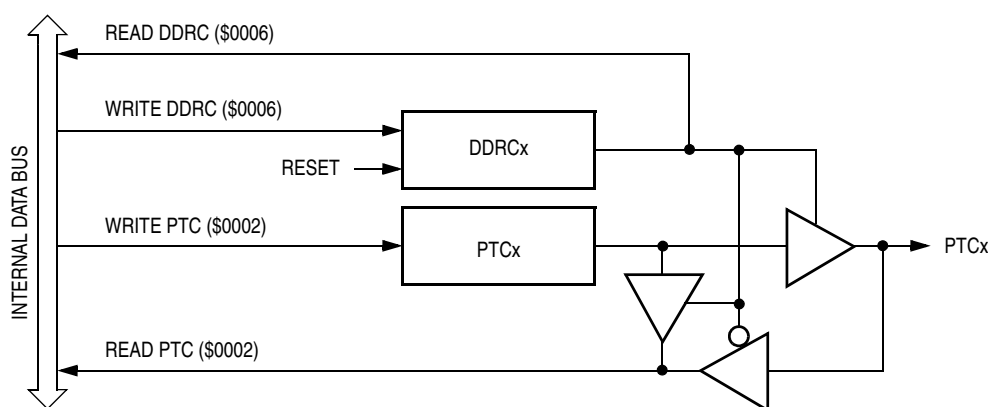 READ DDRC ($0006)
WRITE DDRC ($0006)
DDRCx
RESET
WRITE PTC ($0002)
PTCx
PTCx
READ PTC ($0002)
INTERNAL DATA BUS